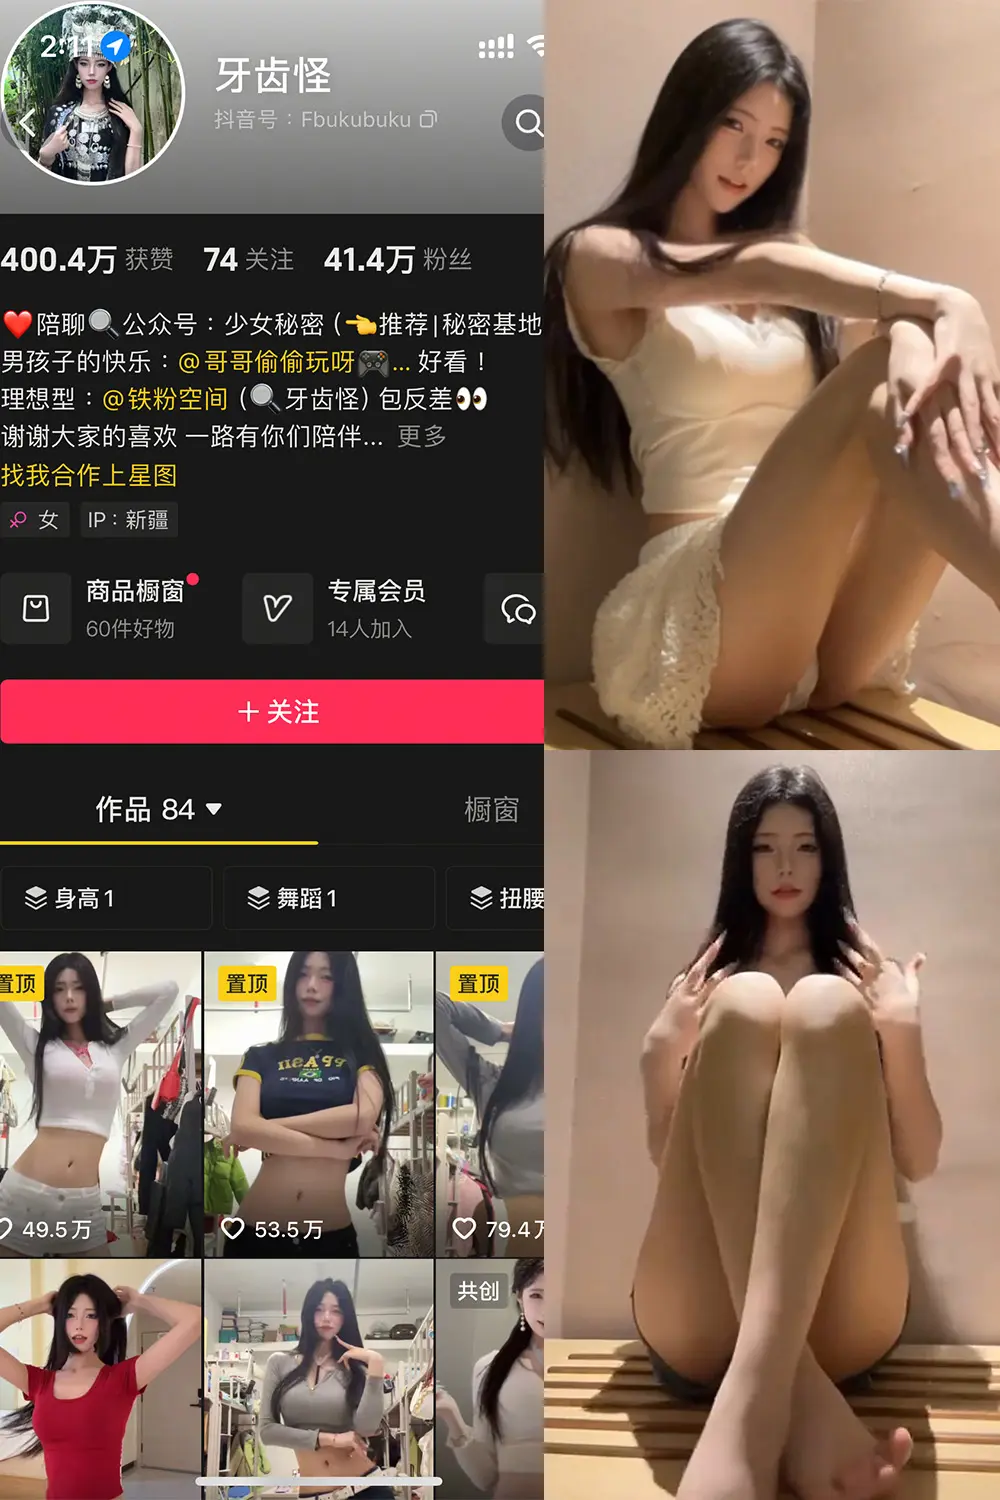 2:11
牙齿怪
抖音号：Fbukubuku
400.4万 获赞 74 关注 41.4万 粉丝
❤️陪聊🔍公众号：少女秘密（👈推荐|秘密基地
男孩子的快乐：@哥哥偷偷玩呀🎮... 好看！
理想型：@铁粉空间（🔍牙齿怪）包反差👀
谢谢大家的喜欢 一路有你们陪伴... 更多
找我合作上星图
女 IP：新疆
商品橱窗 专属会员
60件好物 14人加入
+ 关注
作品 84 橱窗
身高1 舞蹈1 扭腰
置顶 置顶 置顶
49.5万 53.5万 79.4万
共创